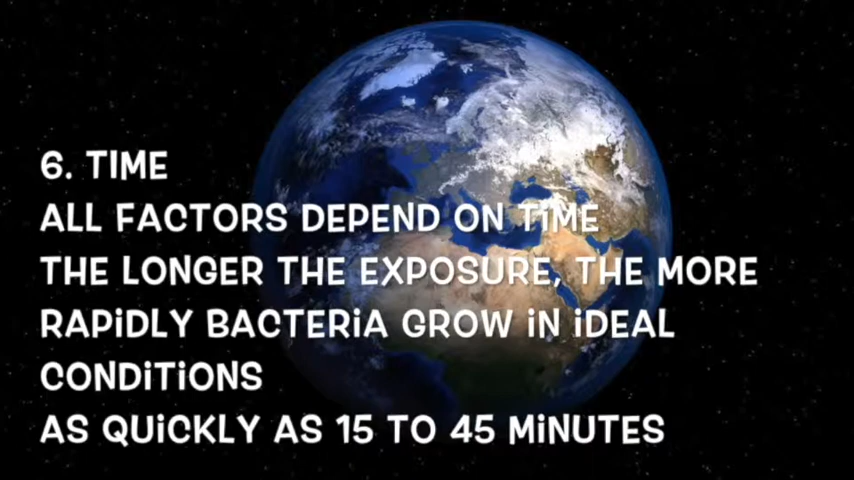 6. TiME
ALL FACTORS DEPEND ON TiME
THE LONGER THE EXPOSURE, THE MORE
RAPiDLY BACTERiA GROW iN iDEAL
CONDiTiONS
AS QUiCKLY AS 15 TO 45 MiNUTES